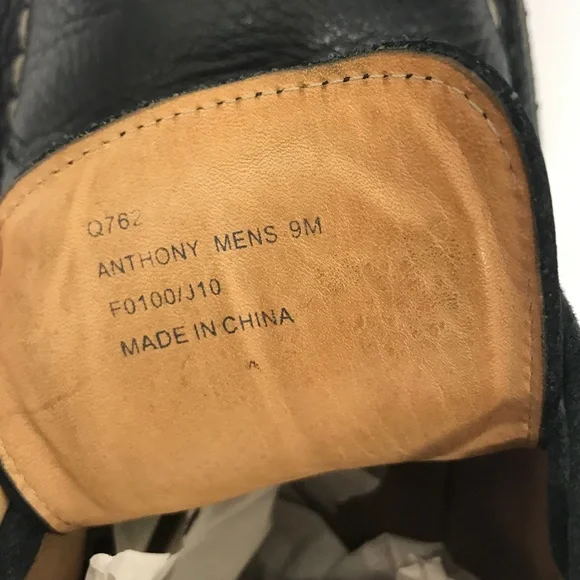 Q762
ANTHONY MENS 9M
F0100/J10
MADE IN CHINA